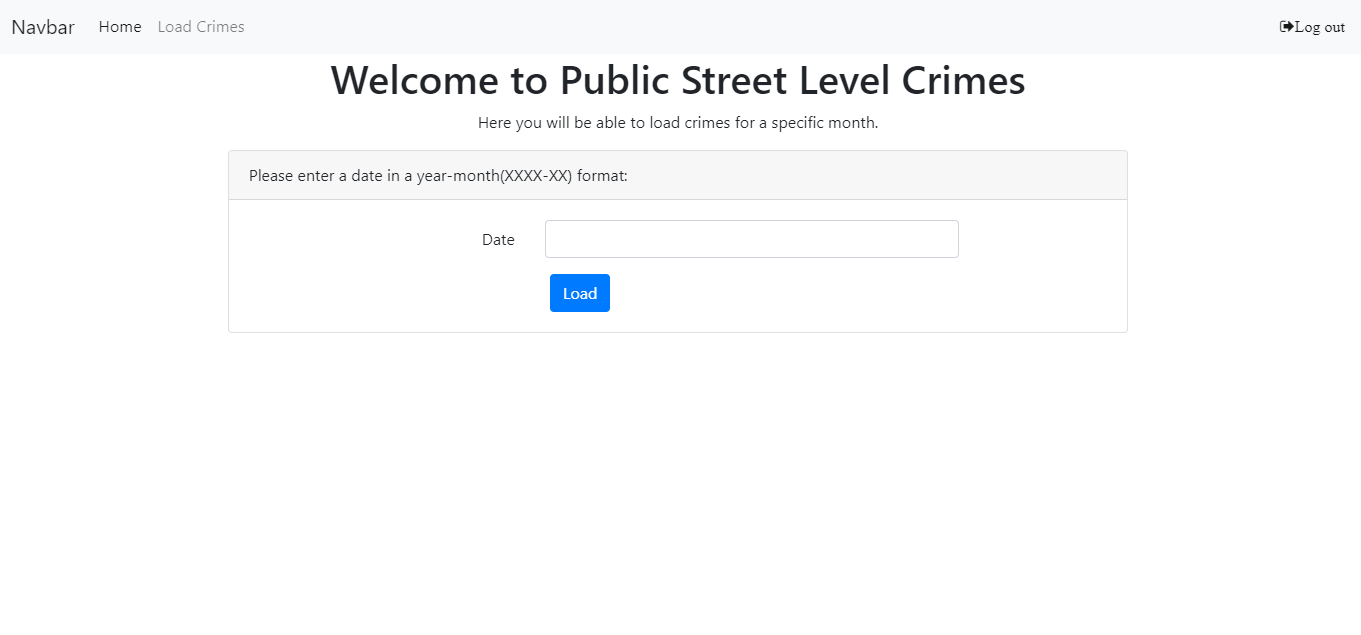 Navbar Home Load Crimes Log out
Welcome to Public Street Level Crimes
Here you will be able to load crimes for a specific month.
Please enter a date in a year-month(XXXX-XX) format:
Date
Load